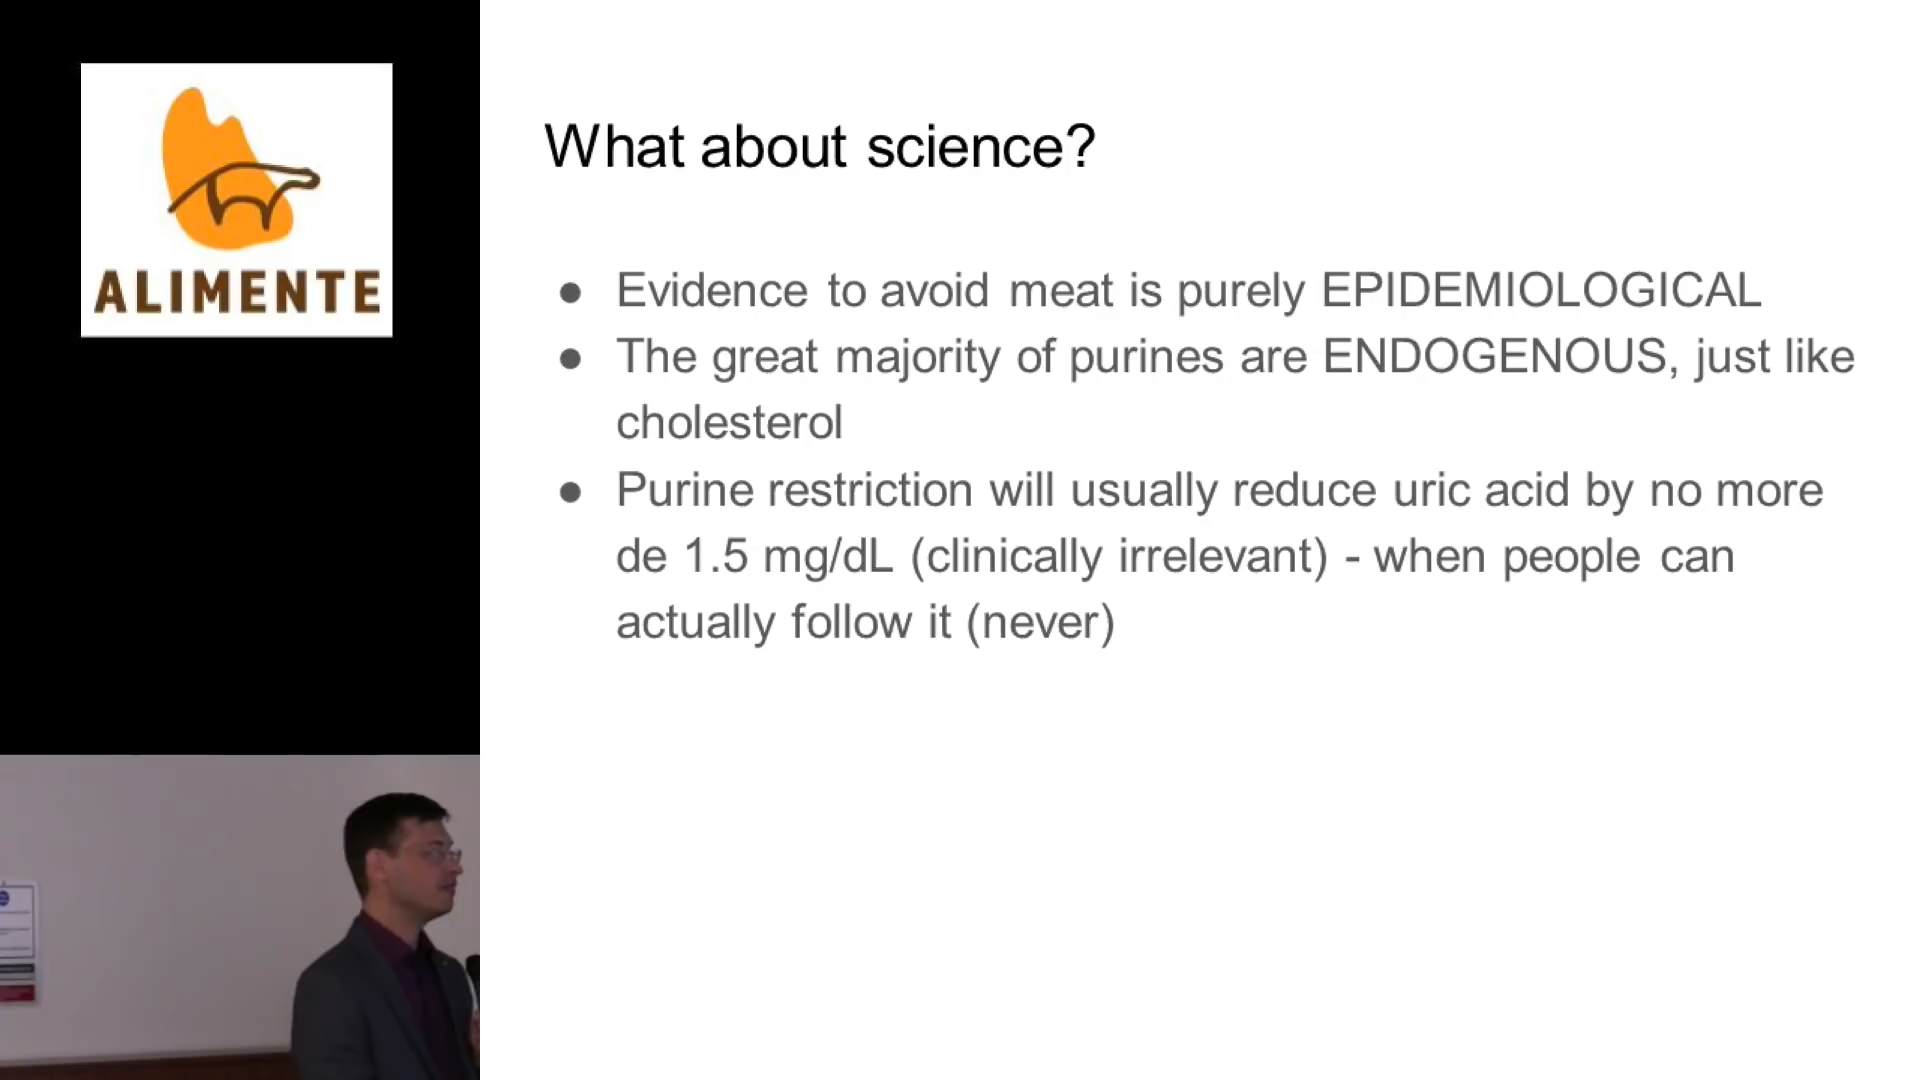 ALIMENTE
What about science?
● Evidence to avoid meat is purely EPIDEMIOLOGICAL
● The great majority of purines are ENDOGENOUS, just like
cholesterol
● Purine restriction will usually reduce uric acid by no more
de 1.5 mg/dL (clinically irrelevant) - when people can
actually follow it (never)